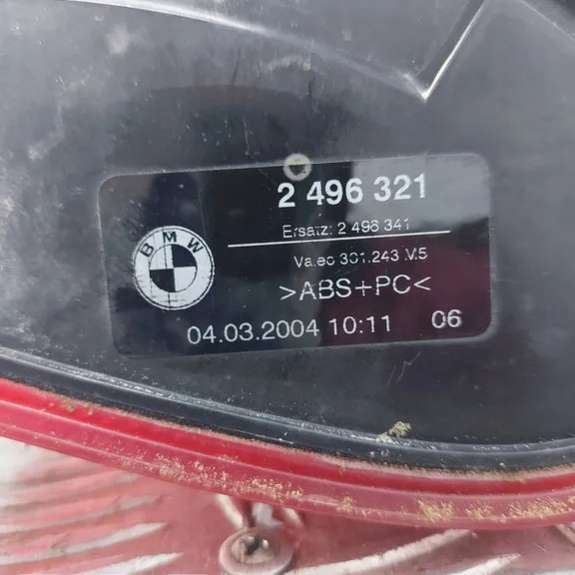 2 496 321
Ersatz: 2 496 341
BMW
Valeo 301.243 M5
>ABS+PC<
04.03.2004 10:11 06